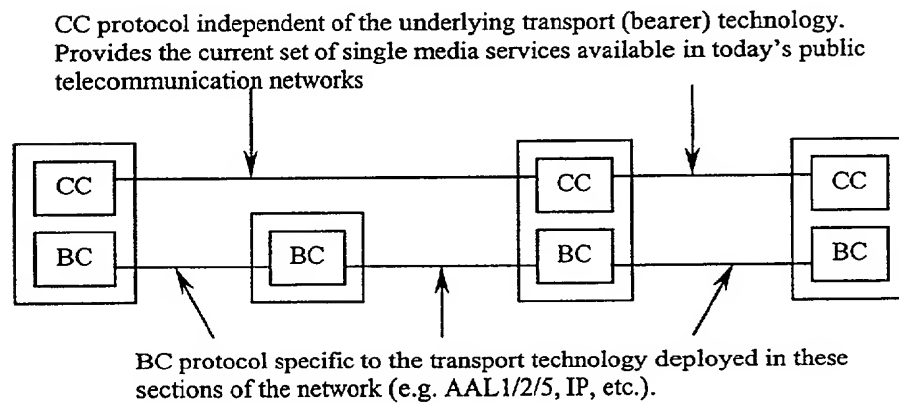 CC protocol independent of the underlying transport (bearer) technology.
Provides the current set of single media services available in today's public
telecommunication networks
CC
CC
CC
BC
BC
BC
BC
BC protocol specific to the transport technology deployed in these
sections of the network (e.g. AAL1/2/5, IP, etc.).